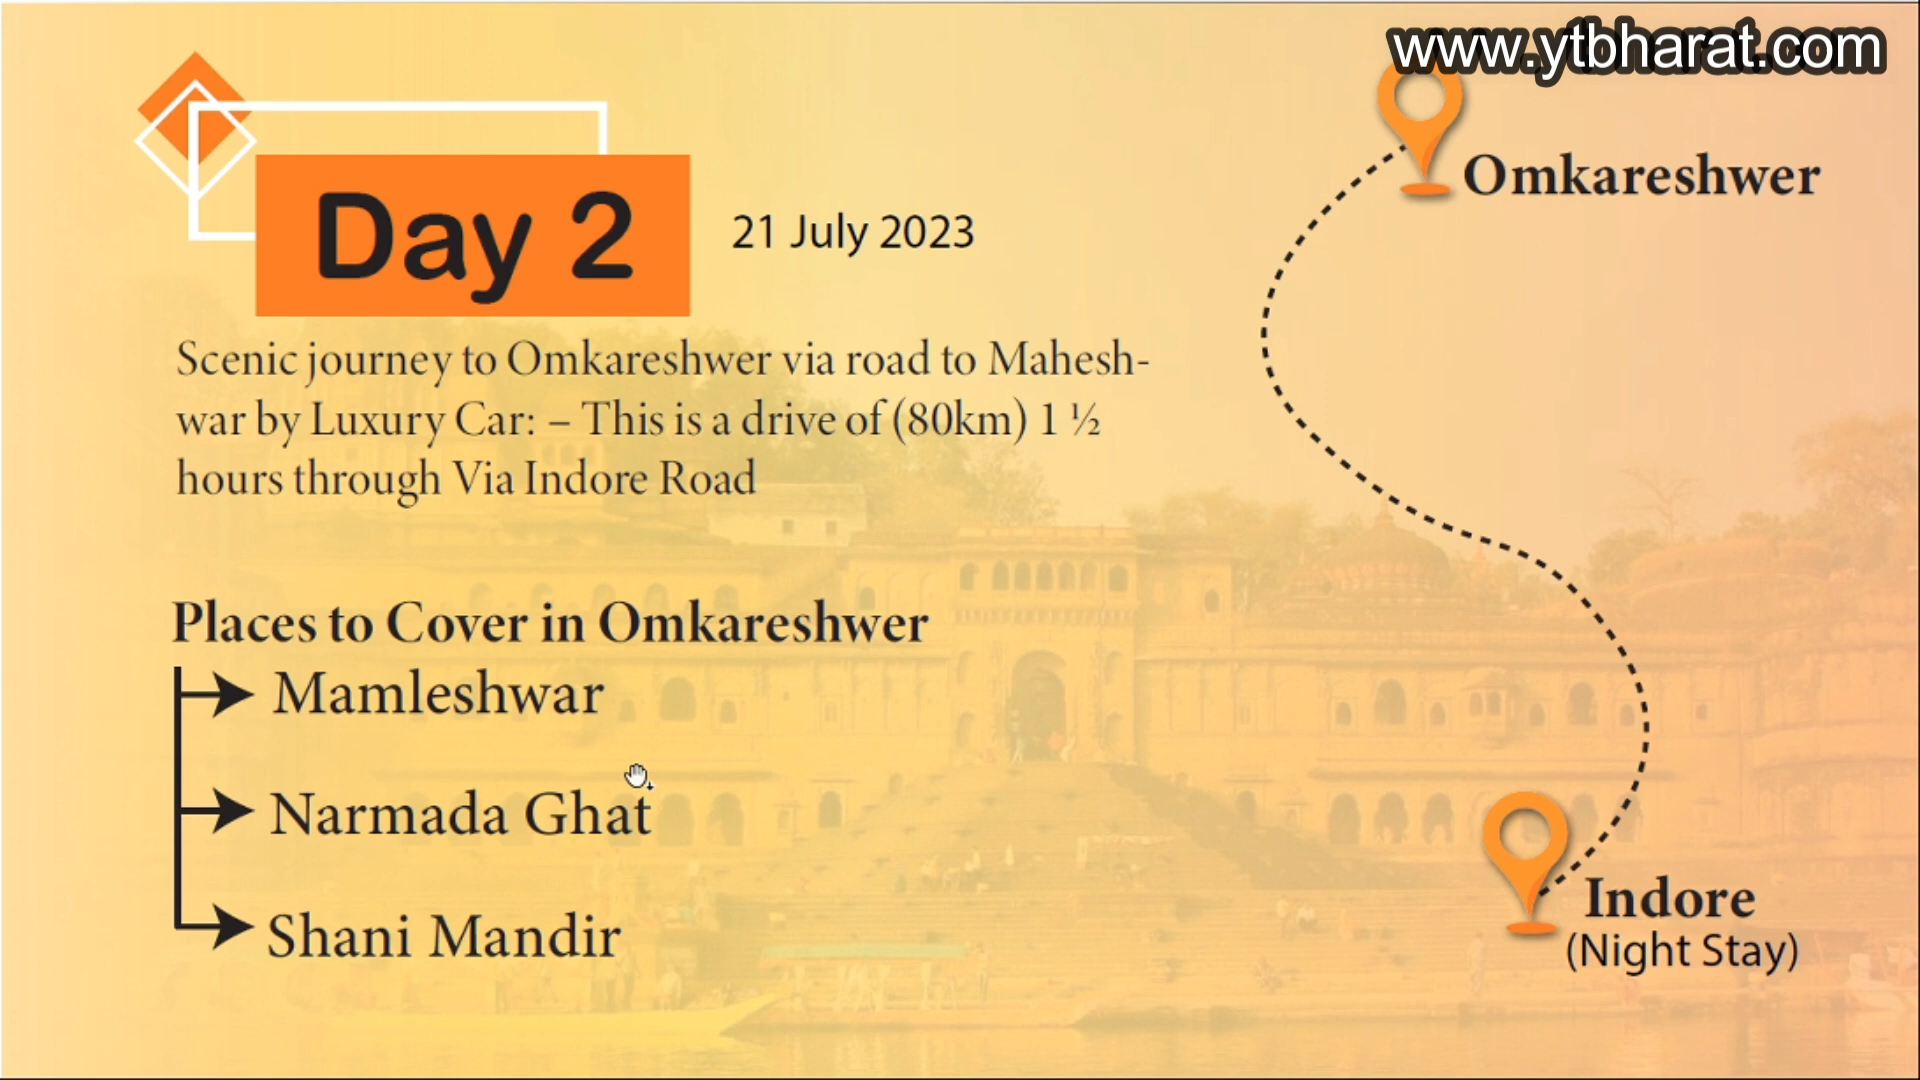 www.ytbharat.com
Omkareshwer
Day 2
21 July 2023
Scenic journey to Omkareshwer via road to Mahesh-
war by Luxury Car: – This is a drive of (80km) 1 ½
hours through Via Indore Road
Places to Cover in Omkareshwer
Mamleshwar
Narmada Ghat
Shani Mandir
Indore
(Night Stay)